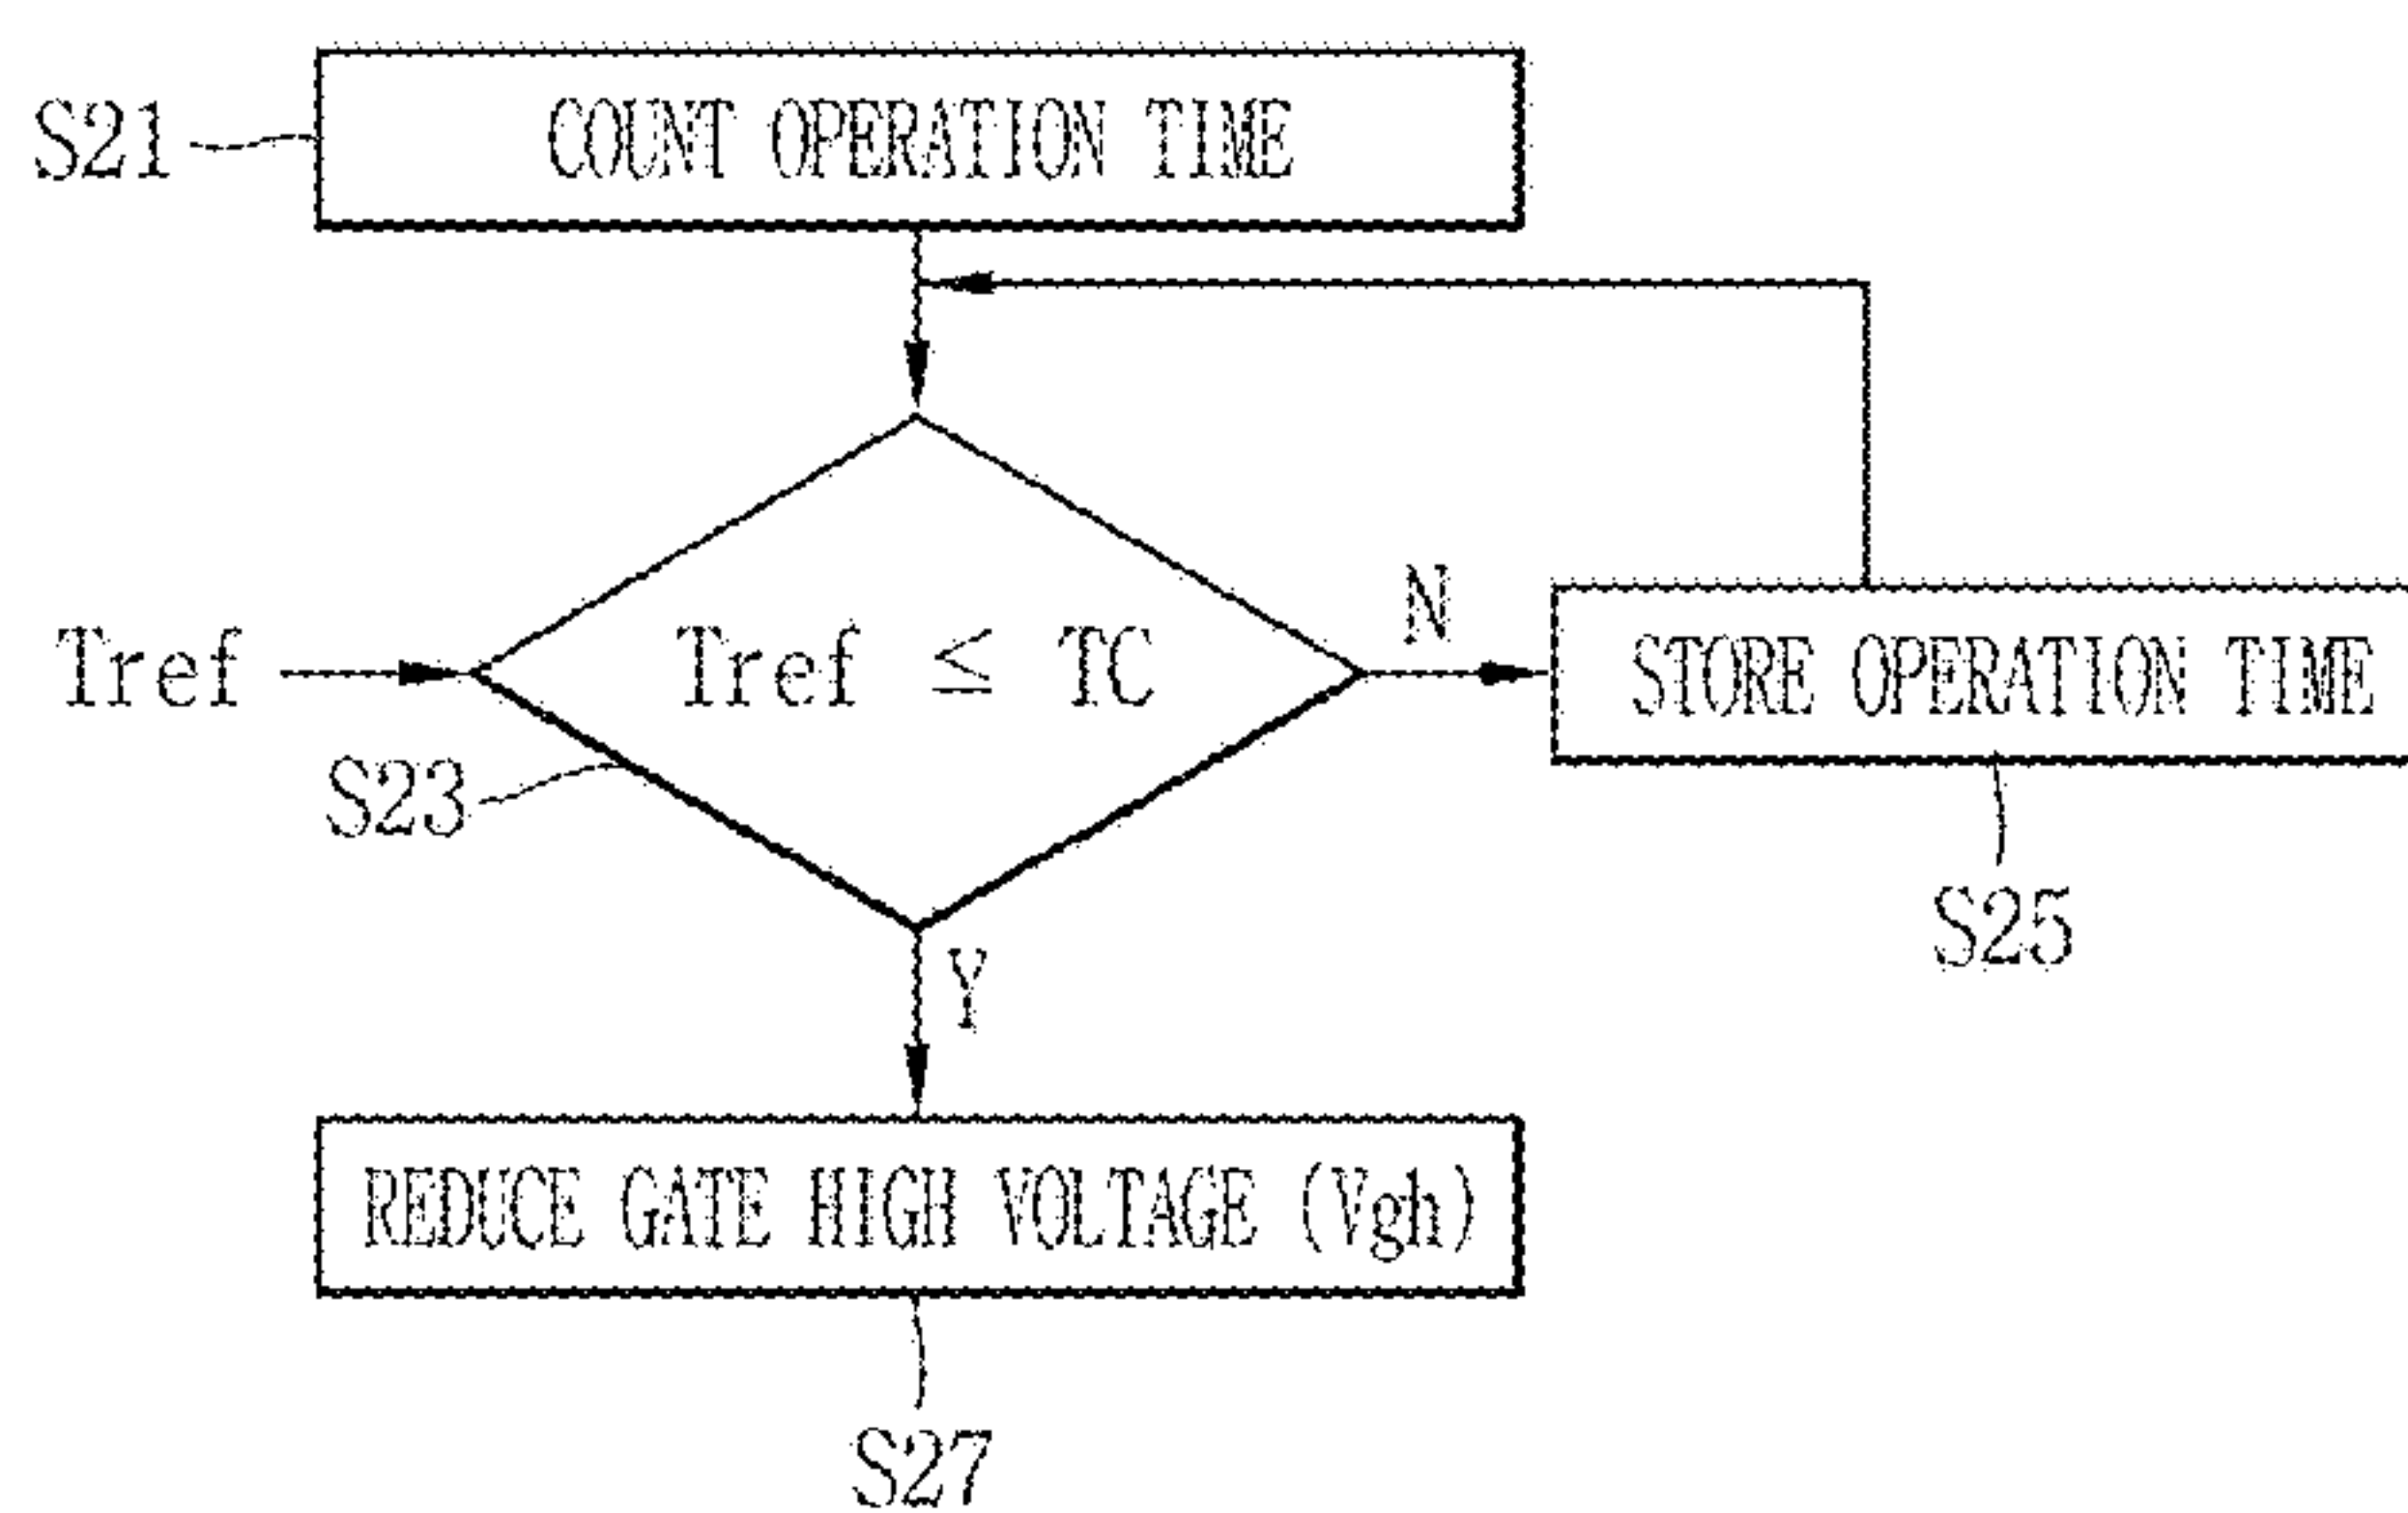 S21
COUNT OPERATION TIME
N
Tref
Tref ≤ TC
STORE OPERATION TIME
S23
S25
Y
REDUCE GATE HIGH VOLTAGE (Vgh)
S27